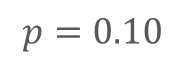 p = 0.10